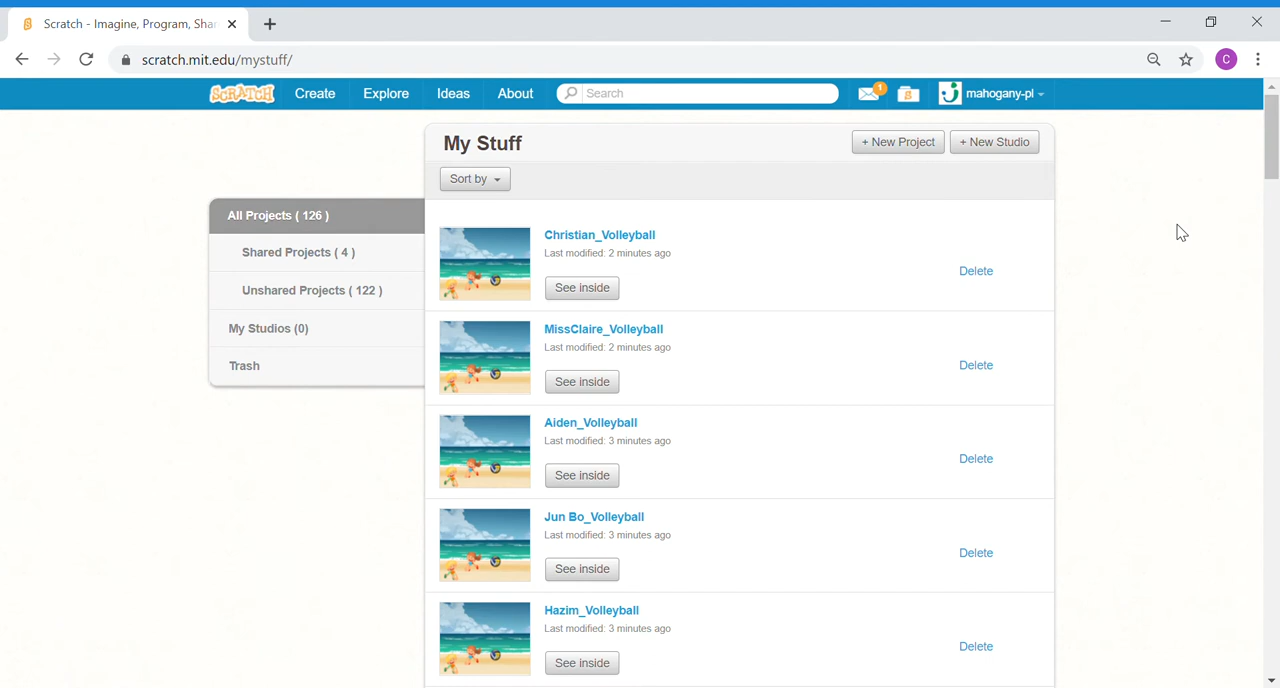 Scratch - Imagine, Program, Shar
scratch.mit.edu/mystuff/
C
SCRATCH Create Explore Ideas About Search 1 mahogany-pl
My Stuff
+ New Project + New Studio
Sort by
All Projects ( 126 )
Shared Projects ( 4 )
Unshared Projects ( 122 )
My Studios (0)
Trash
Christian_Volleyball
Last modified: 2 minutes ago
Delete
See inside
MissClaire_Volleyball
Last modified: 2 minutes ago
Delete
See inside
Aiden_Volleyball
Last modified: 3 minutes ago
Delete
See inside
Jun Bo_Volleyball
Last modified: 3 minutes ago
Delete
See inside
Hazim_Volleyball
Last modified: 3 minutes ago
Delete
See inside